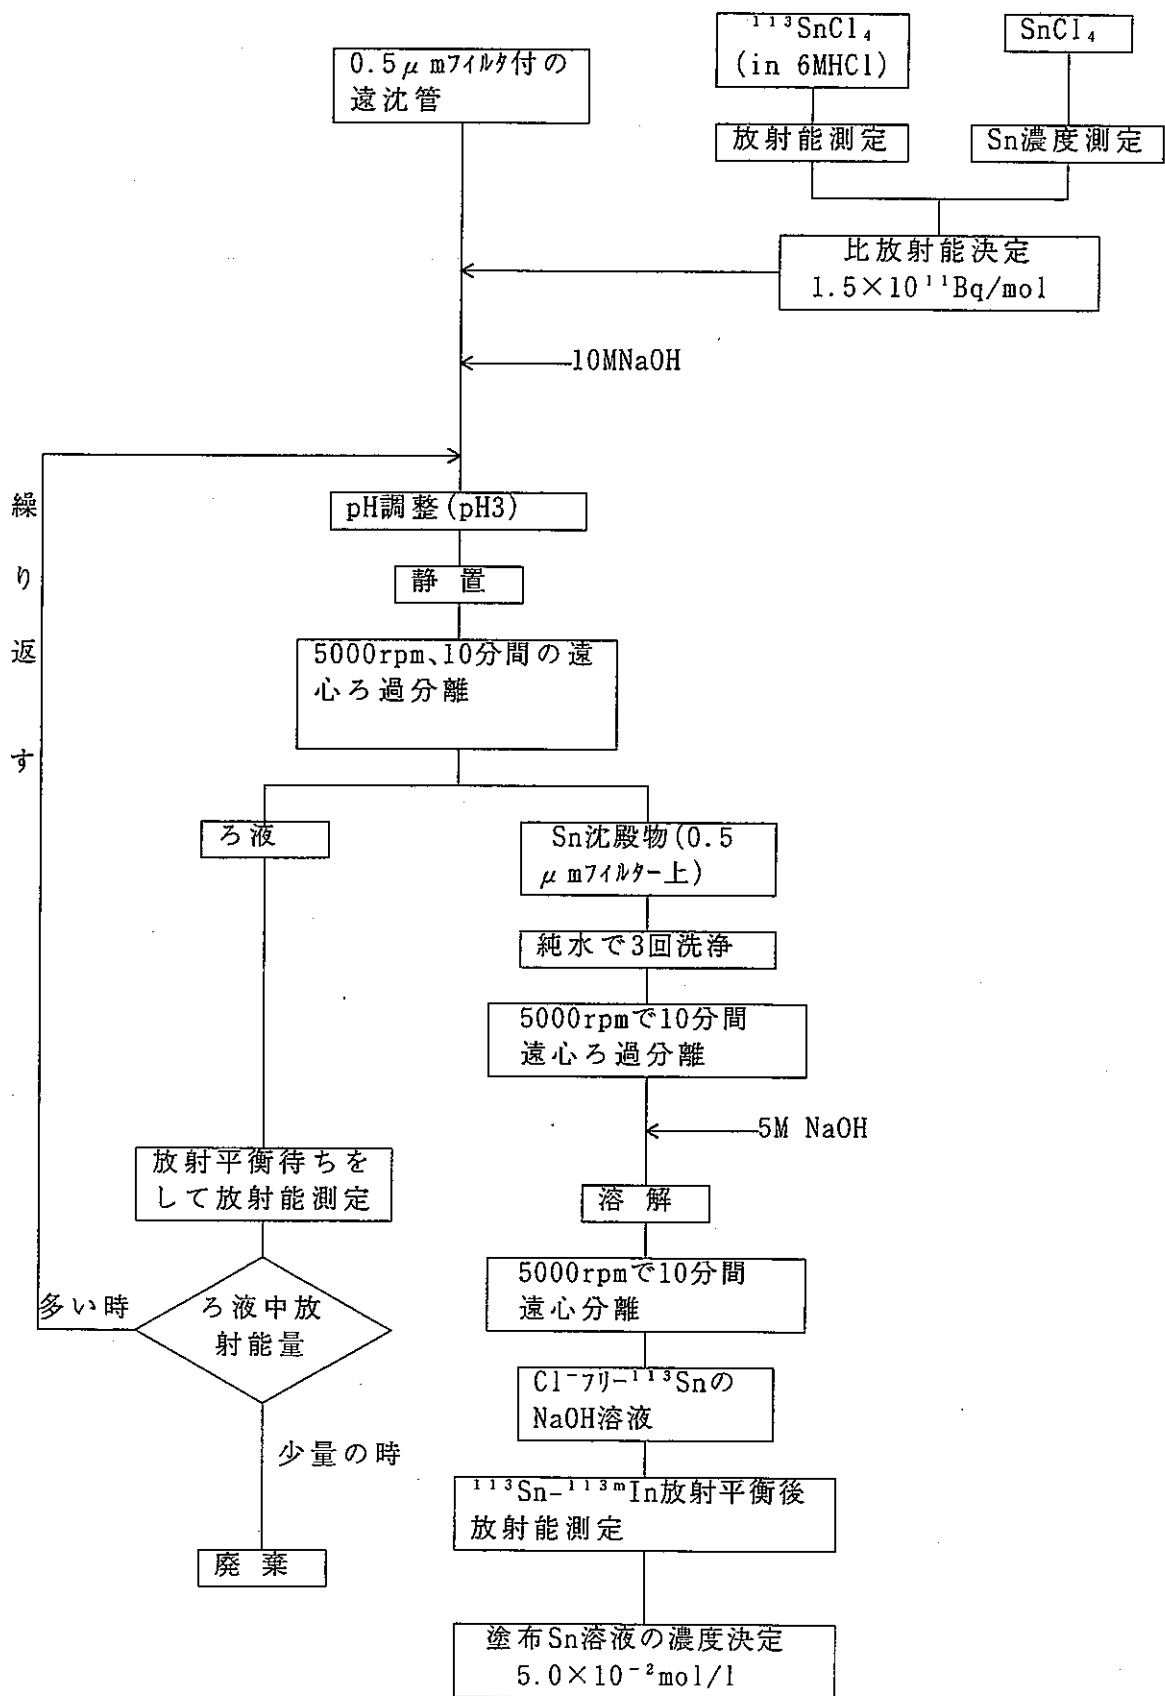 ¹¹³SnCl₄
(in 6MHCl)
SnCl₄
0.5μmフィルタ付の
遠沈管
放射能測定
Sn濃度測定
比放射能決定
1.5×10¹¹Bq/mol
10MNaOH
繰り返す
pH調整(pH3)
静置
5000rpm、10分間の遠
心ろ過分離
ろ液
Sn沈殿物(0.5
μmフィルター上)
純水で3回洗浄
5000rpmで10分間
遠心ろ過分離
5M NaOH
放射平衡待ちを
して放射能測定
溶解
5000rpmで10分間
遠心分離
多い時
ろ液中放
射能量
Cl⁻フリー¹¹³Snの
NaOH溶液
少量の時
¹¹³Sn-¹¹³ᵐIn放射平衡後
放射能測定
廃棄
塗布Sn溶液の濃度決定
5.0×10⁻²mol/l